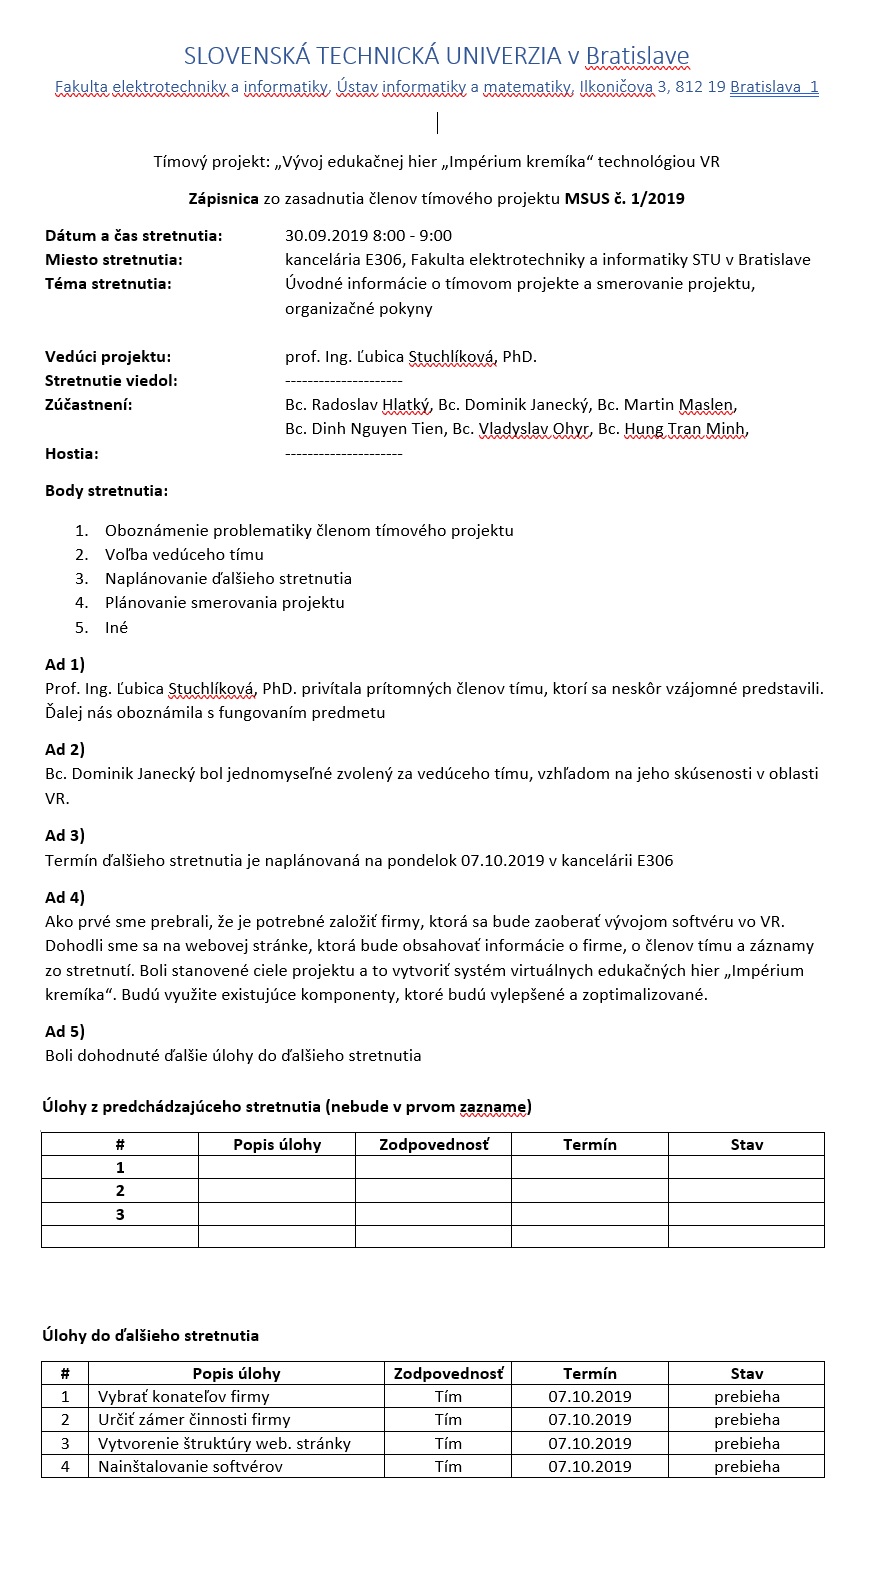 SLOVENSKÁ TECHNICKÁ UNIVERZIA v Bratislave
Fakulta elektrotechniky a informatiky, Ústav informatiky a matematiky, Ilkoničova 3, 812 19 Bratislava 1
Tímový projekt: „Vývoj edukačnej hier „Impérium kremíka“ technológiou VR
Zápisnica zo zasadnutia členov tímového projektu MSUS č. 1/2019
Dátum a čas stretnutia: 30.09.2019 8:00 - 9:00
Miesto stretnutia: kancelária E306, Fakulta elektrotechniky a informatiky STU v Bratislave
Téma stretnutia: Úvodné informácie o tímovom projekte a smerovanie projektu,
organizačné pokyny
Vedúci projektu: prof. Ing. Ľubica Stuchlíková, PhD.
Stretnutie viedol: ---------------------
Zúčastnení: Bc. Radoslav Hlatký, Bc. Dominik Janecký, Bc. Martin Maslen,
Bc. Dinh Nguyen Tien, Bc. Vladyslav Ohyr, Bc. Hung Tran Minh,
Hostia: ---------------------
Body stretnutia:
1. Oboznámenie problematiky členom tímového projektu
2. Voľba vedúceho tímu
3. Naplánovanie ďalšieho stretnutia
4. Plánovanie smerovania projektu
5. Iné
Ad 1)
Prof. Ing. Ľubica Stuchlíková, PhD. privítala prítomných členov tímu, ktorí sa neskôr vzájomné predstavili.
Ďalej nás oboznámila s fungovaním predmetu
Ad 2)
Bc. Dominik Janecký bol jednomyseľné zvolený za vedúceho tímu, vzhľadom na jeho skúsenosti v oblasti
VR.
Ad 3)
Termín ďalšieho stretnutia je naplánovaná na pondelok 07.10.2019 v kancelárii E306
Ad 4)
Ako prvé sme prebrali, že je potrebné založiť firmy, ktorá sa bude zaoberať vývojom softvéru vo VR.
Dohodli sme sa na webovej stránke, ktorá bude obsahovať informácie o firme, o členov tímu a záznamy
zo stretnutí. Boli stanovené ciele projektu a to vytvoriť systém virtuálnych edukačných hier „Impérium
kremíka“. Budú využite existujúce komponenty, ktoré budú vylepšené a zoptimalizované.
Ad 5)
Boli dohodnuté ďalšie úlohy do ďalšieho stretnutia
Úlohy z predchádzajúceho stretnutia (nebude v prvom zazname)
# Popis úlohy Zodpovednosť Termín Stav
1
2
3
Úlohy do ďalšieho stretnutia
# Popis úlohy Zodpovednosť Termín Stav
1 Vybrať konateľov firmy Tím 07.10.2019 prebieha
2 Určiť zámer činnosti firmy Tím 07.10.2019 prebieha
3 Vytvorenie štruktúry web. stránky Tím 07.10.2019 prebieha
4 Nainštalovanie softvérov Tím 07.10.2019 prebieha